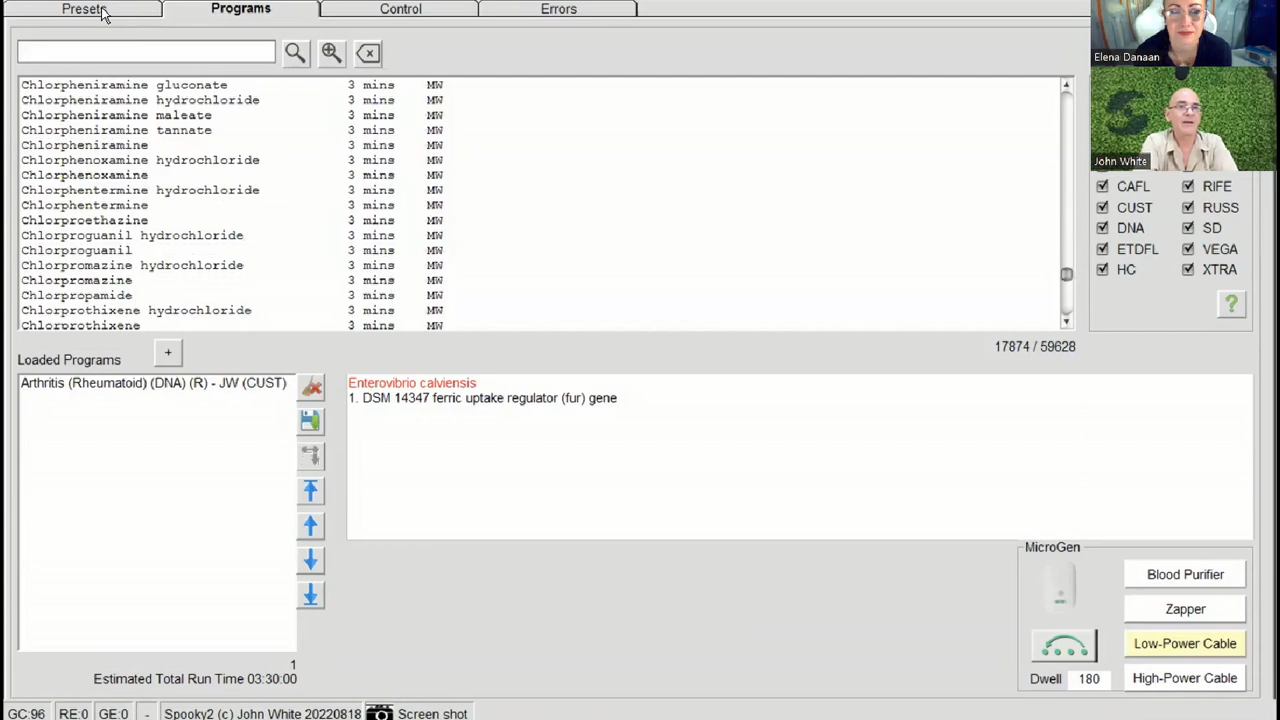 Presets
Programs
Control
Errors
Elena Danaan
John White
Chlorpheniramine gluconate 3 mins MW
Chlorpheniramine hydrochloride 3 mins MW
Chlorpheniramine maleate 3 mins MW
Chlorpheniramine tannate 3 mins MW
Chlorpheniramine 3 mins MW
Chlorphenoxamine hydrochloride 3 mins MW
Chlorphenoxamine 3 mins MW
Chlorphentermine hydrochloride 3 mins MW
Chlorphentermine 3 mins MW
Chlorproethazine 3 mins MW
Chlorproguanil hydrochloride 3 mins MW
Chlorproguanil 3 mins MW
Chlorpromazine hydrochloride 3 mins MW
Chlorpromazine 3 mins MW
Chlorpropamide 3 mins MW
Chlorprothixene hydrochloride 3 mins MW
Chlorprothixene 3 mins MW
CAFL RIFE
CUST RUSS
DNA SD
ETDFL VEGA
HC XTRA
?
17874 / 59628
Loaded Programs +
Arthritis (Rheumatoid) (DNA) (R) - JW (CUST)
Enterovibrio calviensis
1. DSM 14347 ferric uptake regulator (fur) gene
MicroGen
Blood Purifier
Zapper
Low-Power Cable
High-Power Cable
Dwell 180
1
Estimated Total Run Time 03:30:00
GC:96 RE:0 GE:0 - Spooky2 (c) John White 20220818 Screen shot